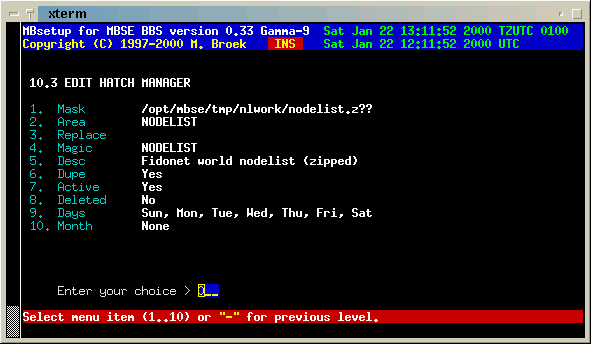 xterm
MBsetup for MBSE BBS version 0.33 Gamma-9 Sat Jan 22 13:11:52 2000 TZUTC 0100
Copyright (C) 1997-2000 M. Broek INS Sat Jan 22 12:11:52 2000 UTC
10.3 EDIT HATCH MANAGER
1. Mask /opt/mbse/tmp/nlwork/nodelist.z??
2. Area NODELIST
3. Replace
4. Magic NODELIST
5. Desc Fidonet world nodelist (zipped)
6. Dupe Yes
7. Active Yes
8. Deleted No
9. Days Sun, Mon, Tue, Wed, Thu, Fri, Sat
10. Month None
Enter your choice > 0__
Select menu item (1..10) or "-" for previous level.